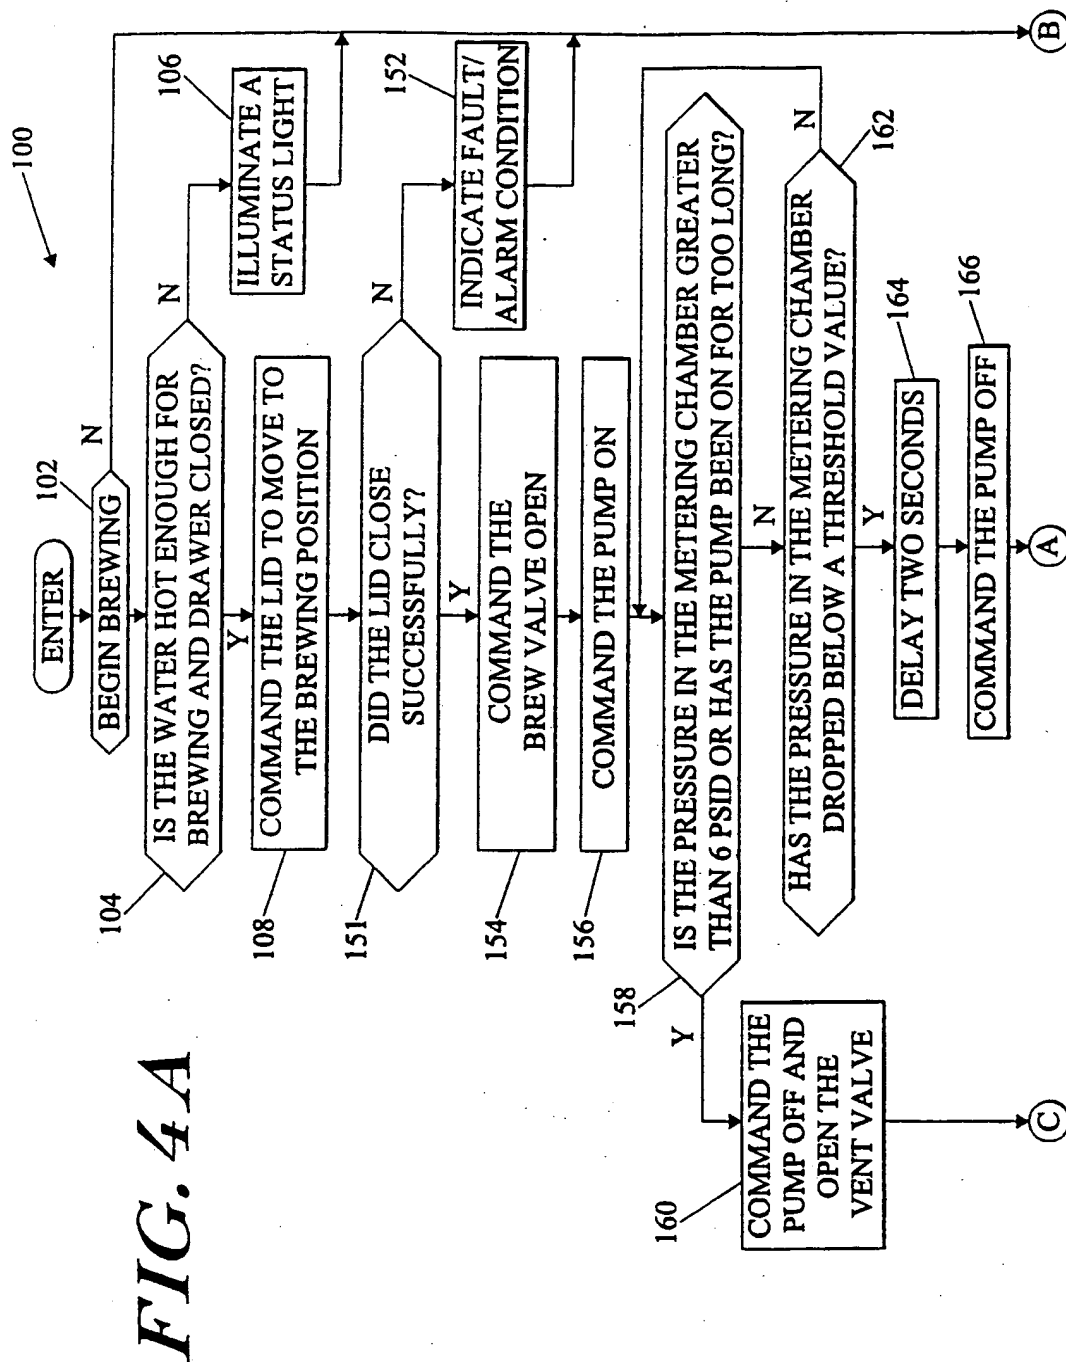 100
ENTER
102
BEGIN BREWING
N
104
IS THE WATER HOT ENOUGH FOR
BREWING AND DRAWER CLOSED?
N
106
ILLUMINATE A
STATUS LIGHT
Y
108
COMMAND THE LID TO MOVE TO
THE BREWING POSITION
151
DID THE LID CLOSE
SUCCESSFULLY?
N
152
INDICATE FAULT/
ALARM CONDITION
Y
154
COMMAND THE
BREW VALVE OPEN
156
COMMAND THE PUMP ON
158
IS THE PRESSURE IN THE METERING CHAMBER GREATER
THAN 6 PSID OR HAS THE PUMP BEEN ON FOR TOO LONG?
Y
160
COMMAND THE
PUMP OFF AND
OPEN THE
VENT VALVE
C
N
162
HAS THE PRESSURE IN THE METERING CHAMBER
DROPPED BELOW A THRESHOLD VALUE?
N
Y
164
DELAY TWO SECONDS
166
COMMAND THE PUMP OFF
A
B
FIG. 4A